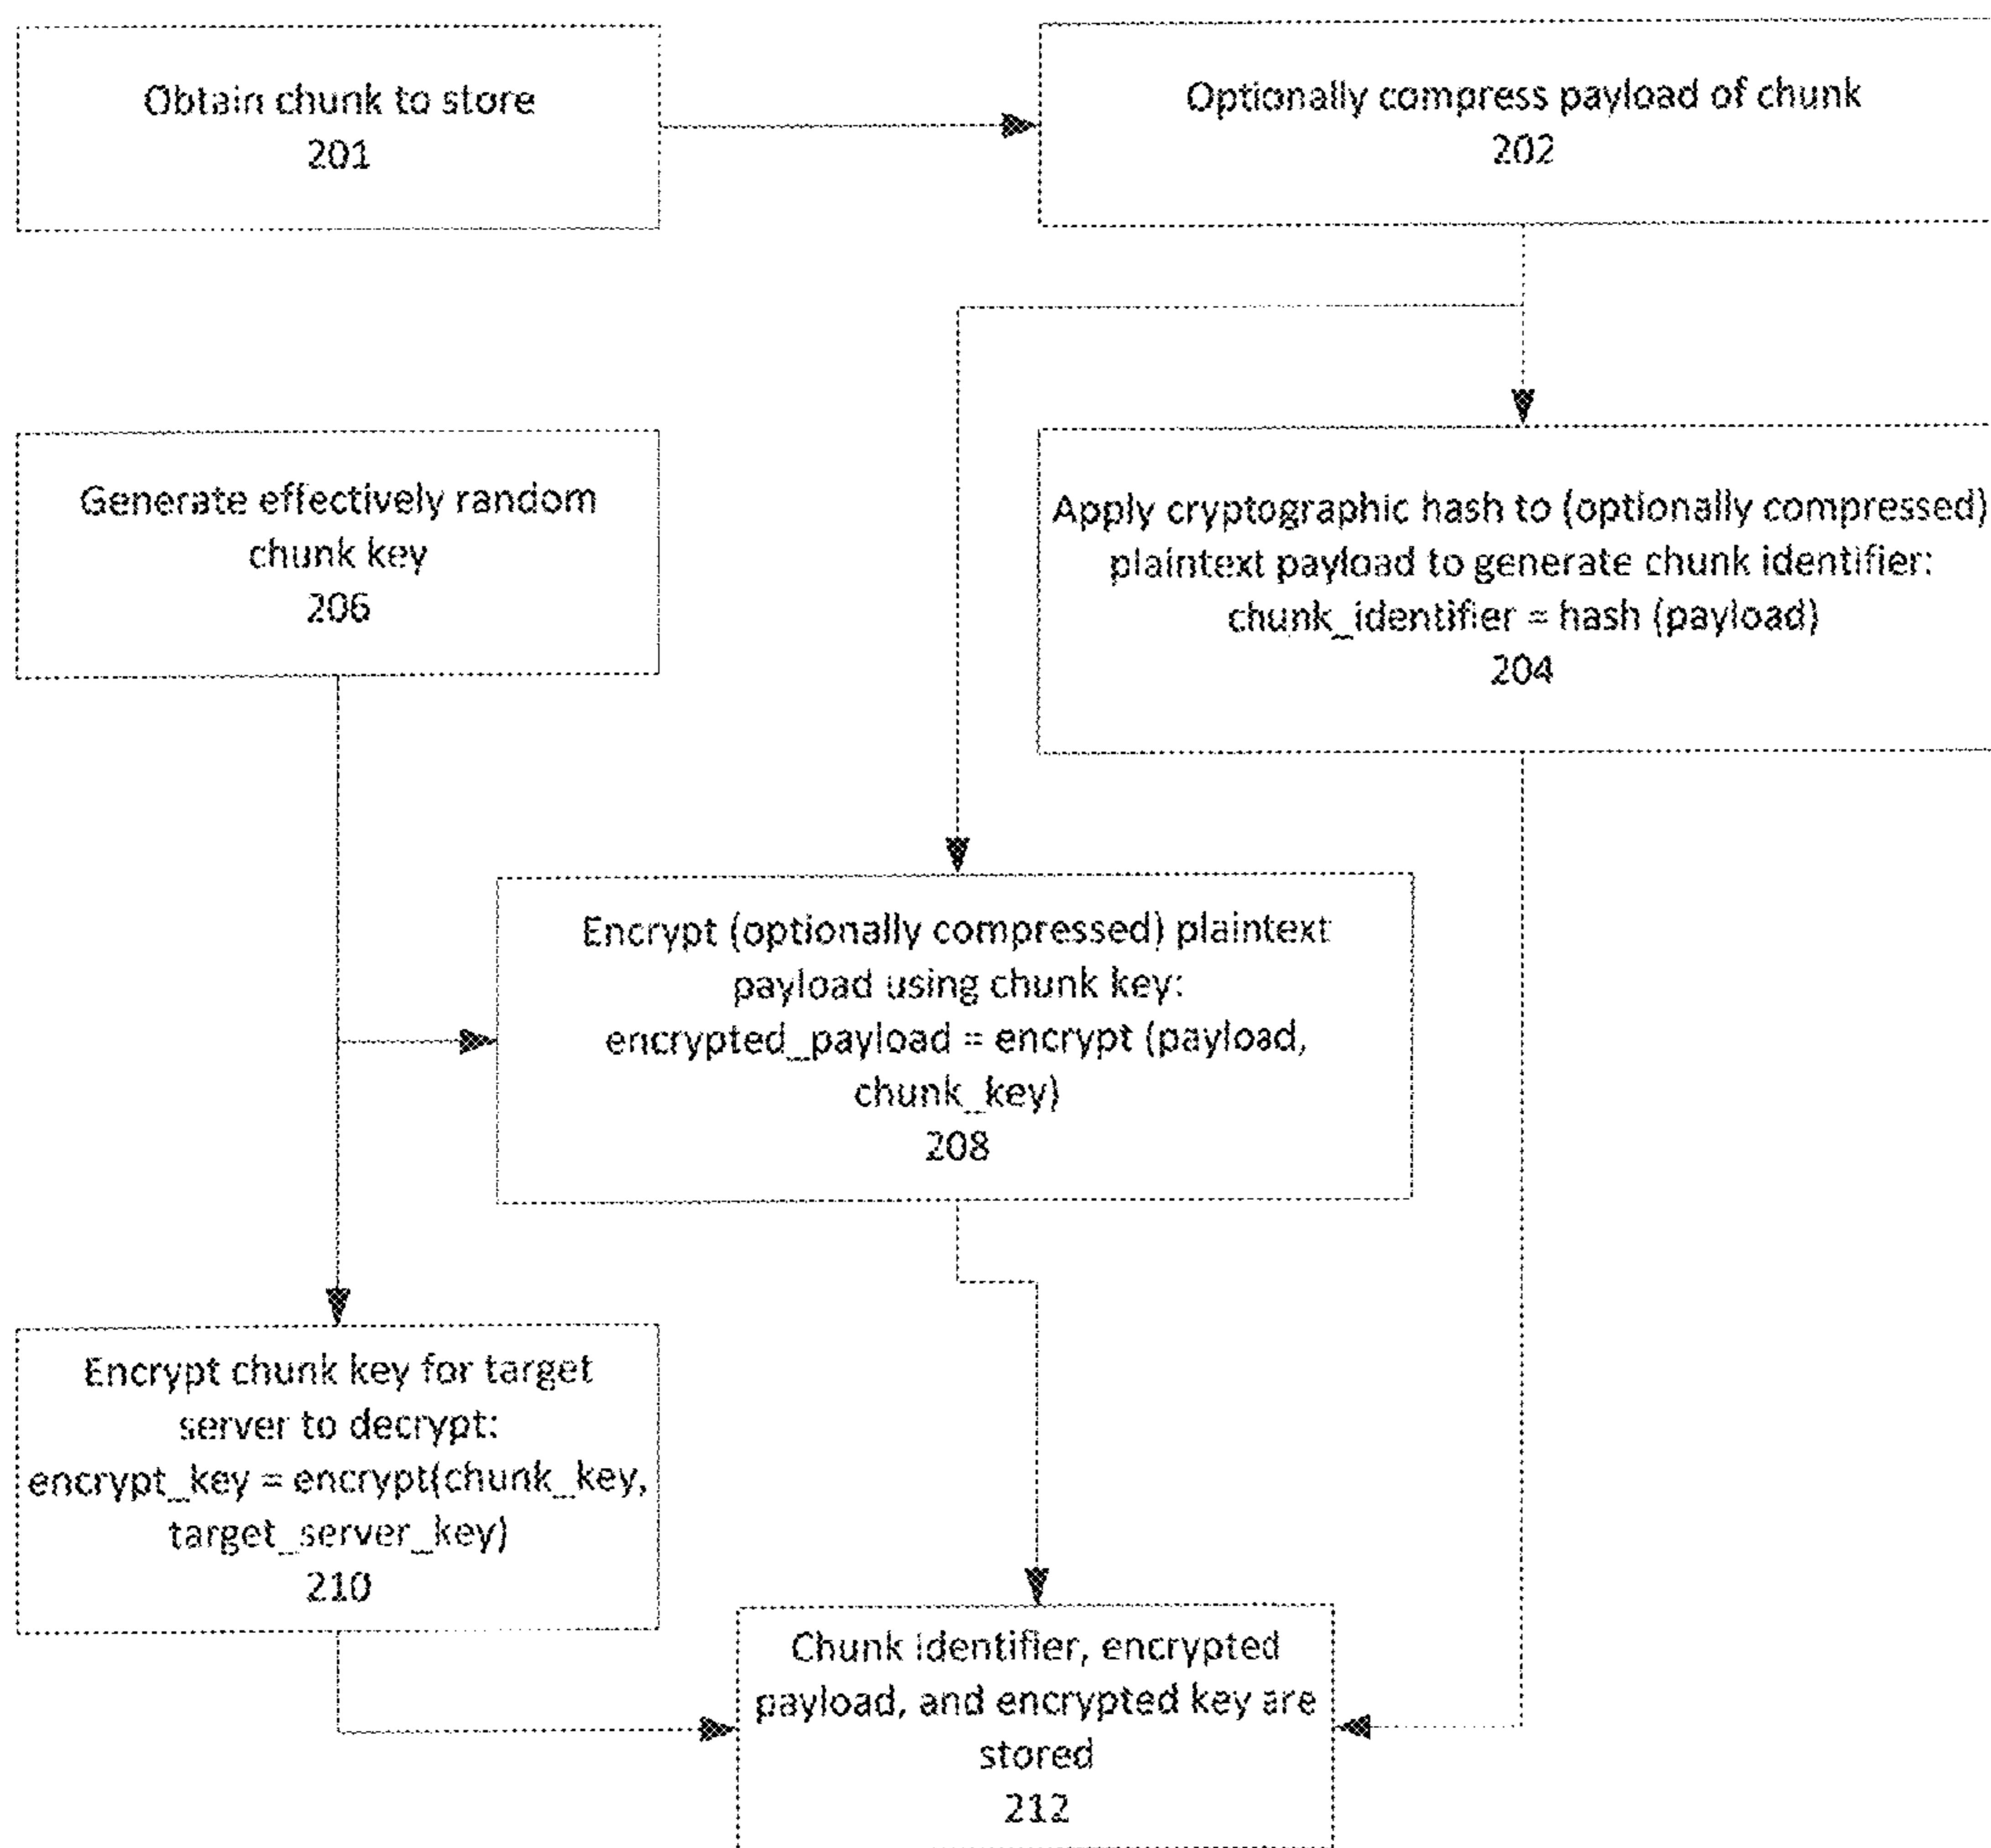 Obtain chunk to store
201
Optionally compress payload of chunk
202
Generate effectively random
chunk key
206
Apply cryptographic hash to (optionally compressed)
plaintext payload to generate chunk identifier:
chunk_identifier = hash (payload)
204
Encrypt (optionally compressed) plaintext
payload using chunk key:
encrypted_payload = encrypt (payload,
chunk_key)
208
Encrypt chunk key for target
server to decrypt:
encrypt_key = encrypt(chunk_key,
target_server_key)
210
Chunk identifier, encrypted
payload, and encrypted key are
stored
212